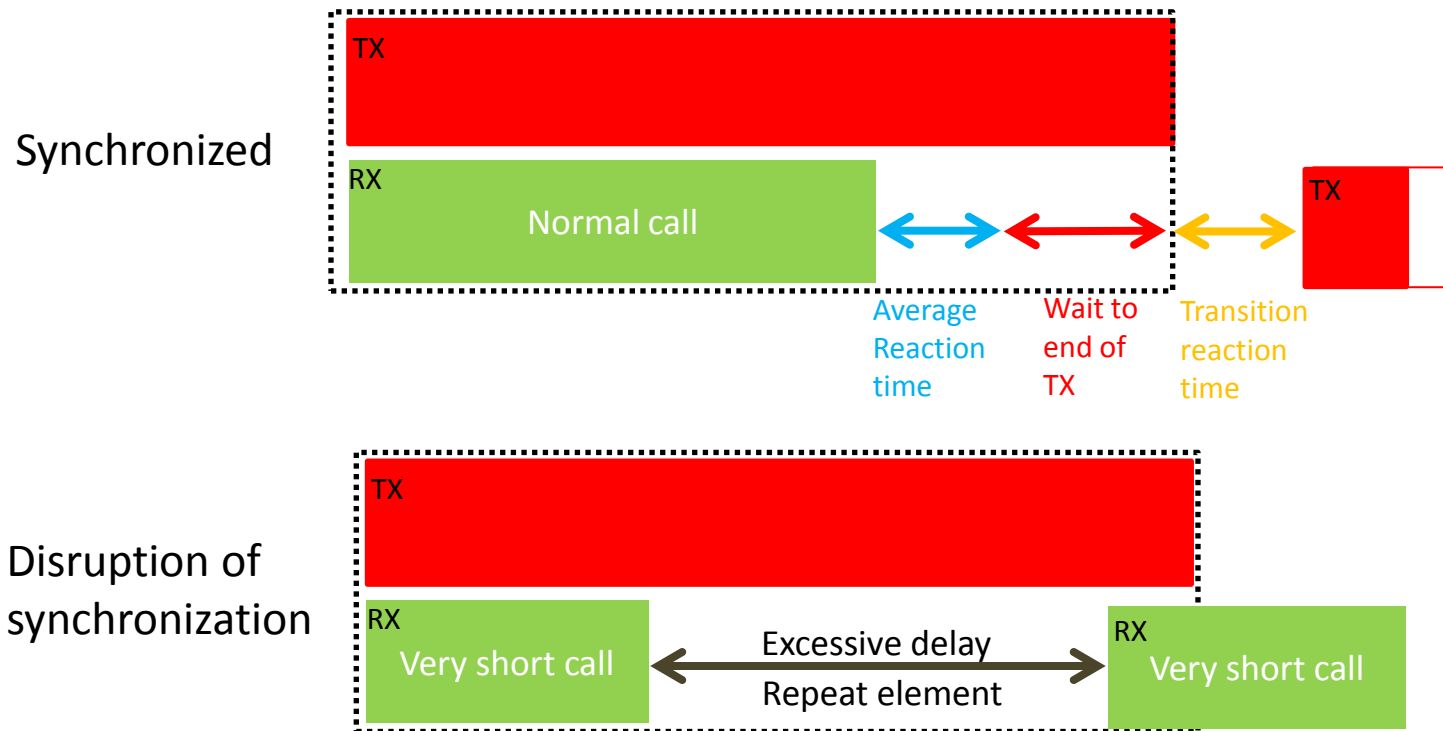 TX
Synchronized
RX
Normal call
TX
Average
Reaction
time
Wait to
end of
TX
Transition
reaction
time
TX
Disruption of
synchronization
RX
Very short call
Excessive delay
Repeat element
RX
Very short call